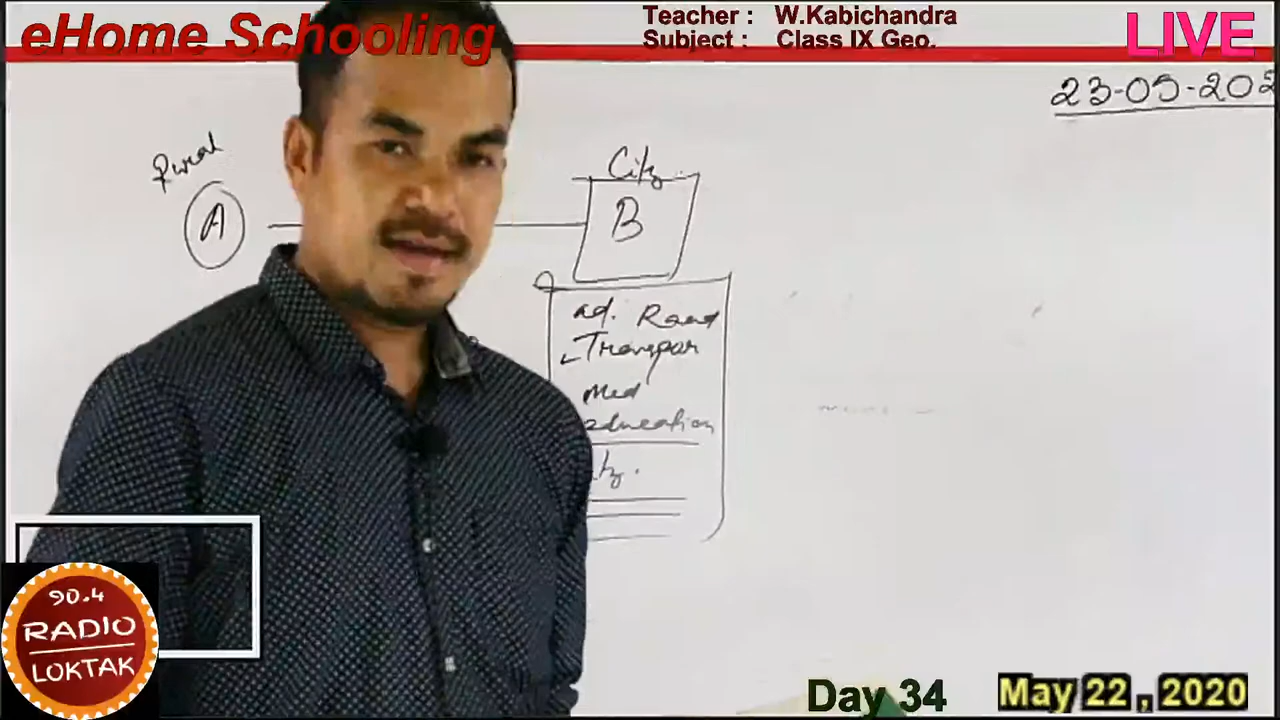 eHome Schooling
Teacher : W.Kabichandra
Subject : Class IX Geo.
LIVE
23-05-202
Rural
A
City
B
ad. Road
Transpor
Med
education
90.4
RADIO
LOKTAK
Day 34
May 22 , 2020